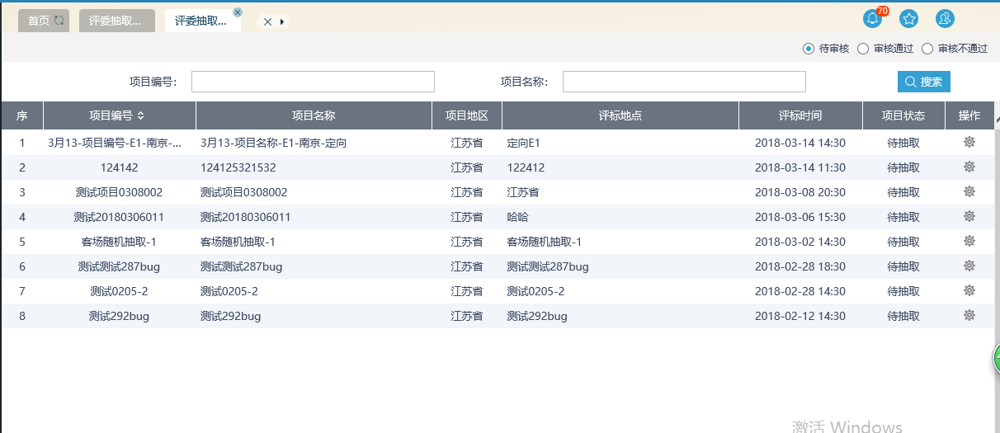 首页 评委抽取... 评委抽取...
70
待审核 审核通过 审核不通过
项目编号: 项目名称: 搜索
序 项目编号 项目名称 项目地区 评标地点 评标时间 项目状态 操作
1 3月13-项目编号-E1-南京-... 3月13-项目名称-E1-南京-定向 江苏省 定向E1 2018-03-14 14:30 待抽取
2 124142 124125321532 江苏省 122412 2018-03-14 11:30 待抽取
3 测试项目0308002 测试项目0308002 江苏省 江苏省 2018-03-08 20:30 待抽取
4 测试20180306011 测试20180306011 江苏省 哈哈 2018-03-06 15:30 待抽取
5 客场随机抽取-1 客场随机抽取-1 江苏省 客场随机抽取-1 2018-03-02 14:30 待抽取
6 测试测试287bug 测试测试287bug 江苏省 测试测试287bug 2018-02-28 18:30 待抽取
7 测试0205-2 测试0205-2 江苏省 测试0205-2 2018-02-28 14:30 待抽取
8 测试292bug 测试292bug 江苏省 测试292bug 2018-02-12 14:30 待抽取
激活 Windows